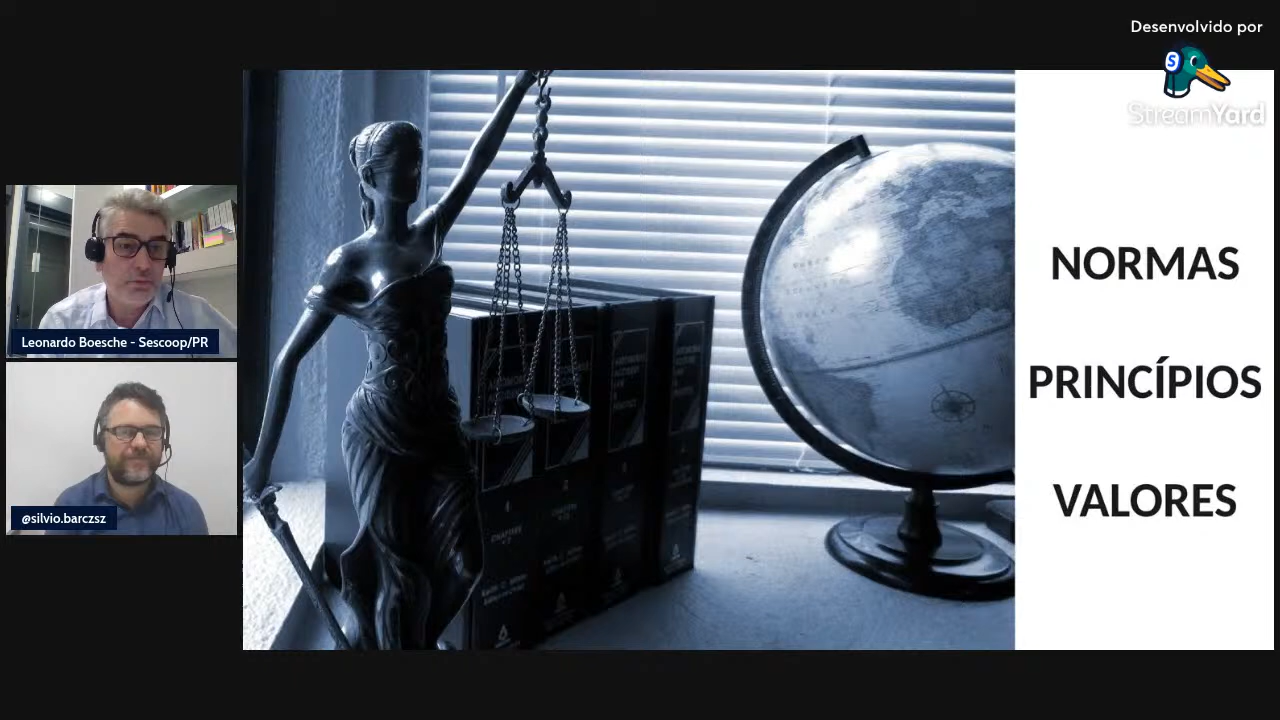 Desenvolvido por
S
StreamYard
NORMAS
PRINCÍPIOS
VALORES
Leonardo Boesche - Sescoop/PR
@silvio.barczsz